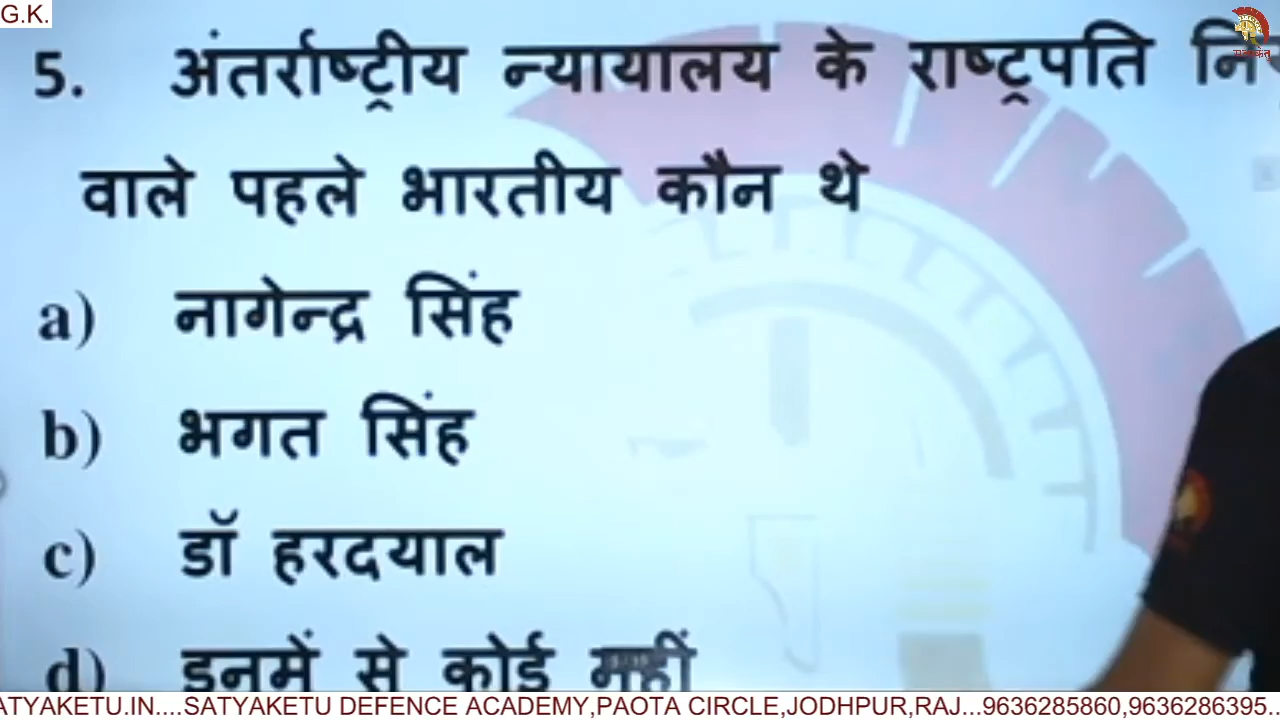 G.K.
5. अंतर्राष्ट्रीय न्यायालय के राष्ट्रपति
वाले पहले भारतीय कौन थे
a) नागेन्द्र सिंह
b) भगत सिंह
c) डॉ हरदयाल
d) इनमें से कोई नहीं
ATYAKETU.IN....SATYAKETU DEFENCE ACADEMY,PAOTA CIRCLE,JODHPUR,RAJ...9636285860,9636286395..